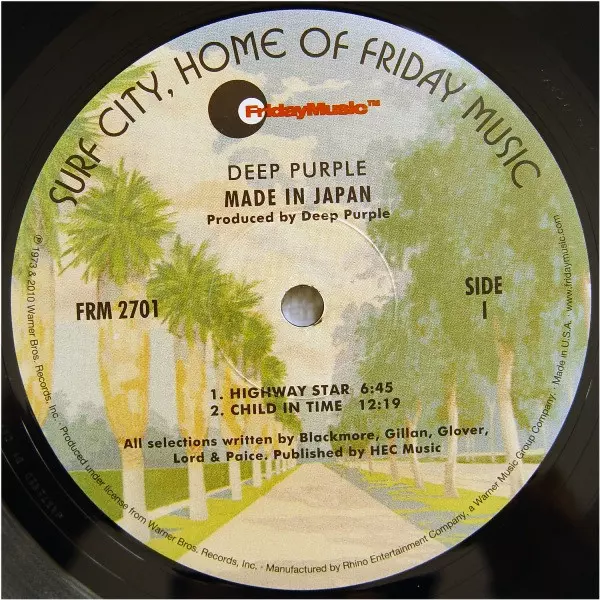 SURF CITY, HOME OF FRIDAY MUSIC
FridayMusic™
DEEP PURPLE
MADE IN JAPAN
Produced by Deep Purple
FRM 2701
SIDE
1
1. HIGHWAY STAR 6:45
2. CHILD IN TIME 12:19
All selections written by Blackmore, Gillan, Glover,
Lord & Paice. Published by HEC Music
℗ 1973 & 2010 Warner Bros. Records, Inc. · Produced under license from Warner Bros. Records, Inc. · Manufactured by Rhino Entertainment Company, a Warner Music Group Company · Made in U.S.A. · www.fridaymusic.com